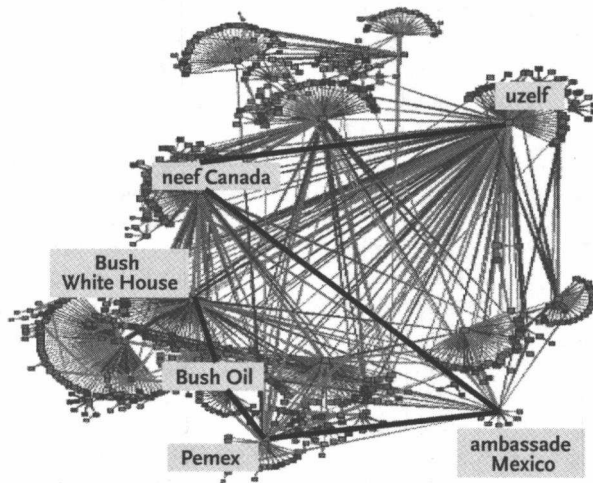 uzelf
neef Canada
Bush
White House
Bush Oil
Pemex
ambassade
Mexico